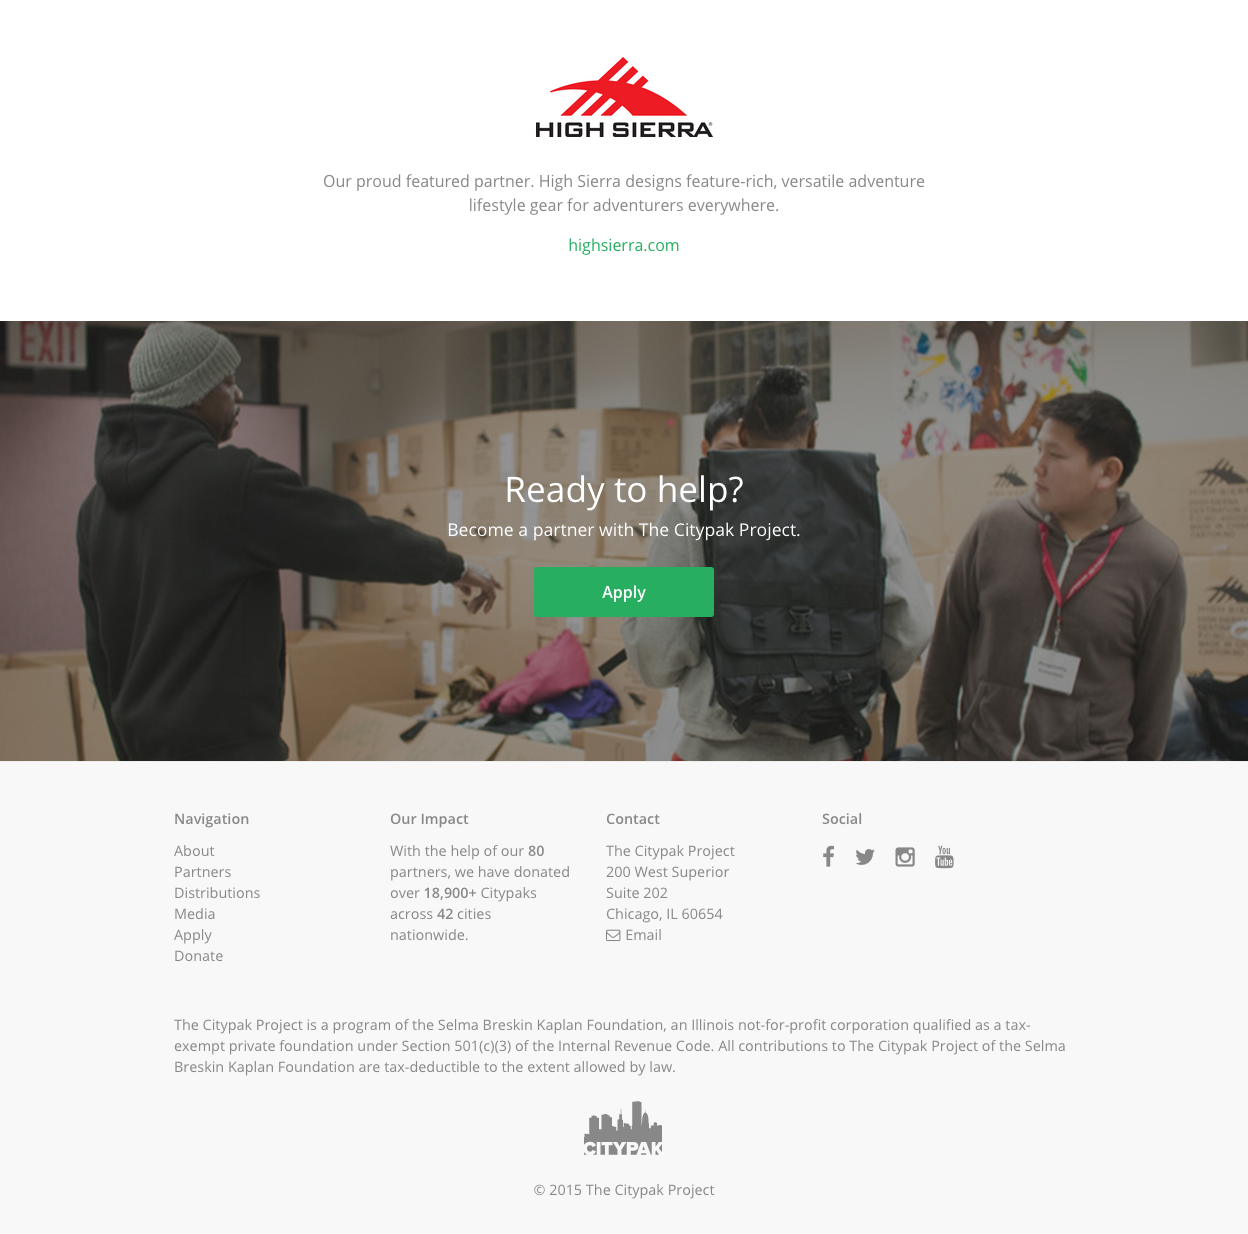 HIGH SIERRA
Our proud featured partner. High Sierra designs feature-rich, versatile adventure
lifestyle gear for adventurers everywhere.
highsierra.com
EXIT
Ready to help?
Become a partner with The Citypak Project.
Apply
Navigation
About
Partners
Distributions
Media
Apply
Donate
Our Impact
With the help of our 80
partners, we have donated
over 18,900+ Citypaks
across 42 cities
nationwide.
Contact
The Citypak Project
200 West Superior
Suite 202
Chicago, IL 60654
Email
Social
You
Tube
The Citypak Project is a program of the Selma Breskin Kaplan Foundation, an Illinois not-for-profit corporation qualified as a tax-
exempt private foundation under Section 501(c)(3) of the Internal Revenue Code. All contributions to The Citypak Project of the Selma
Breskin Kaplan Foundation are tax-deductible to the extent allowed by law.
CITYPAK
© 2015 The Citypak Project